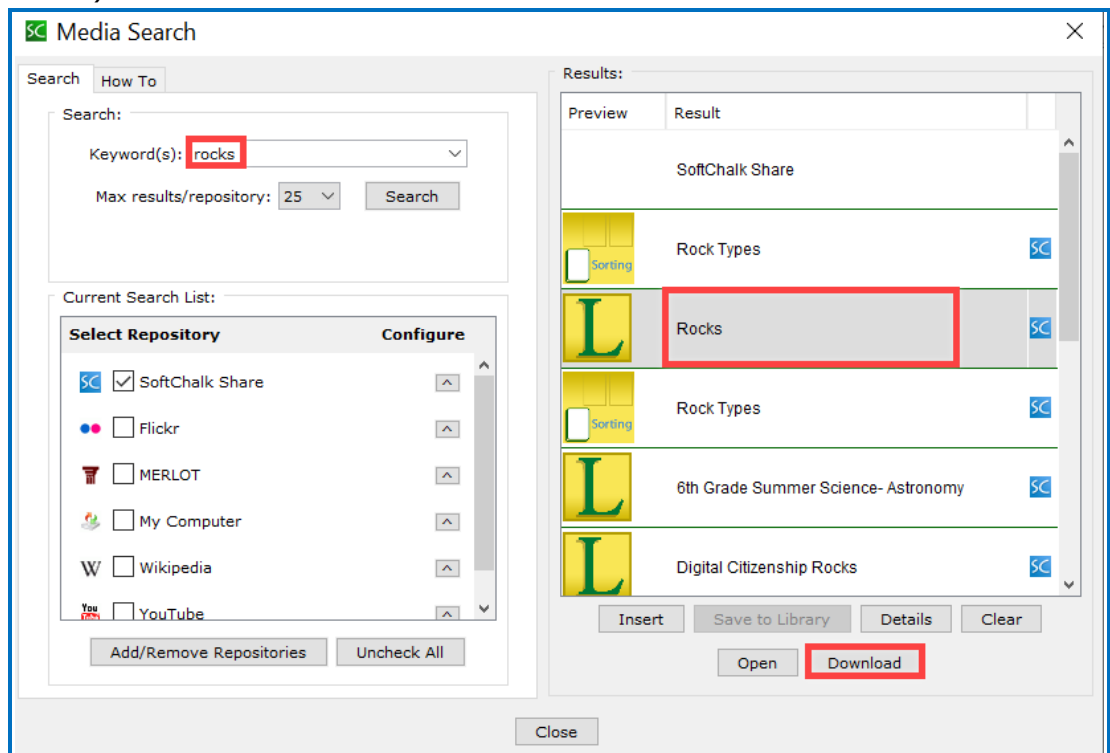 SC Media Search
Search How To
Search:
Keyword(s): rocks
Max results/repository: 25 Search
Current Search List:
Select Repository Configure
SC SoftChalk Share
Flickr
MERLOT
My Computer
W Wikipedia
You Tube YouTube
Add/Remove Repositories Uncheck All
Results:
Preview Result
SoftChalk Share
Sorting Rock Types SC
L Rocks SC
Sorting Rock Types SC
L 6th Grade Summer Science- Astronomy SC
L Digital Citizenship Rocks SC
Insert Save to Library Details Clear
Open Download
Close